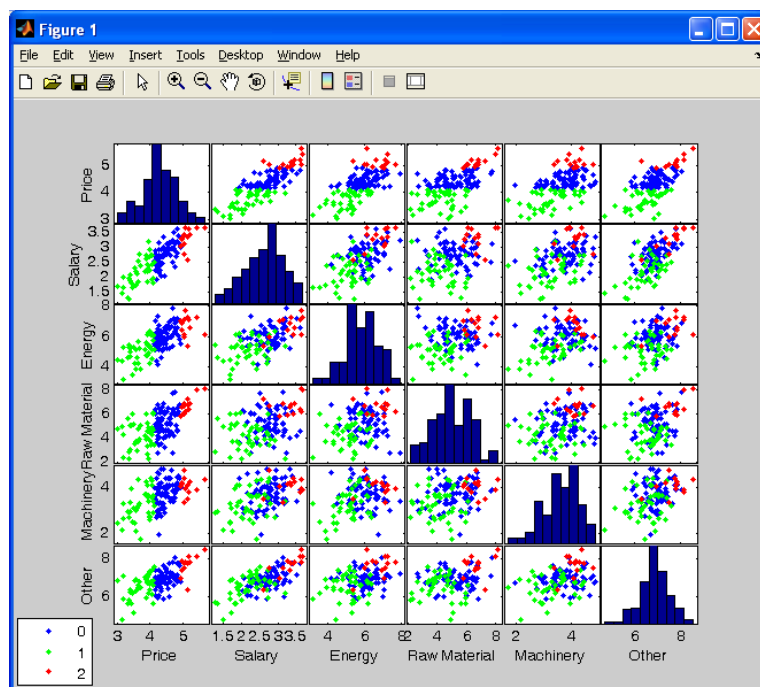 Figure 1
File Edit View Insert Tools Desktop Window Help
Price
5
4
3
Salary
3.5
3
2.5
2
1.5
Energy
8
6
4
Raw Material
8
6
4
2
Machinery
4
2
Other
8
6
3 4 5
1.5 2 2.5 3 3.5
4 6 8
2 4 6 8
2 4
6 8
Price Salary Energy Raw Material Machinery Other
0
1
2